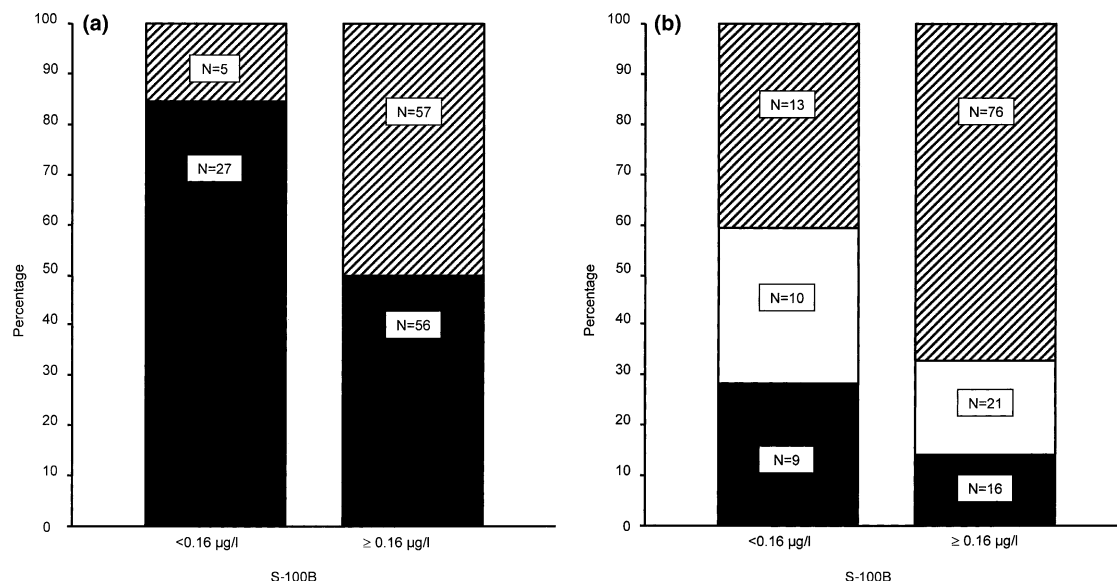 (a)
100
90
80
70
60
50
40
30
20
10
0
Percentage
N=5
N=27
N=57
N=56
<0.16 µg/l
≥ 0.16 µg/l
S-100B
(b)
100
90
80
70
60
50
40
30
20
10
0
Percentage
N=13
N=10
N=9
N=76
N=21
N=16
<0.16 µg/l
≥ 0.16 µg/l
S-100B